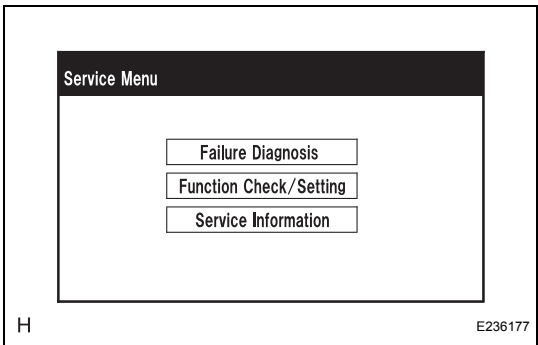 Service Menu
Failure Diagnosis
Function Check/Setting
Service Information
H
E236177